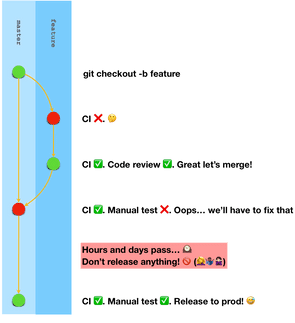 master
feature
git checkout -b feature
CI ❌. 🤔
CI ✅. Code review ✅. Great let's merge!
CI ✅. Manual test ❌. Oops... we'll have to fix that
Hours and days pass... 🕰
Don't release anything! 🚫 (🙅🙅🏿‍♂️🙅🏻‍♀️)
CI ✅. Manual test ✅. Release to prod! 😅